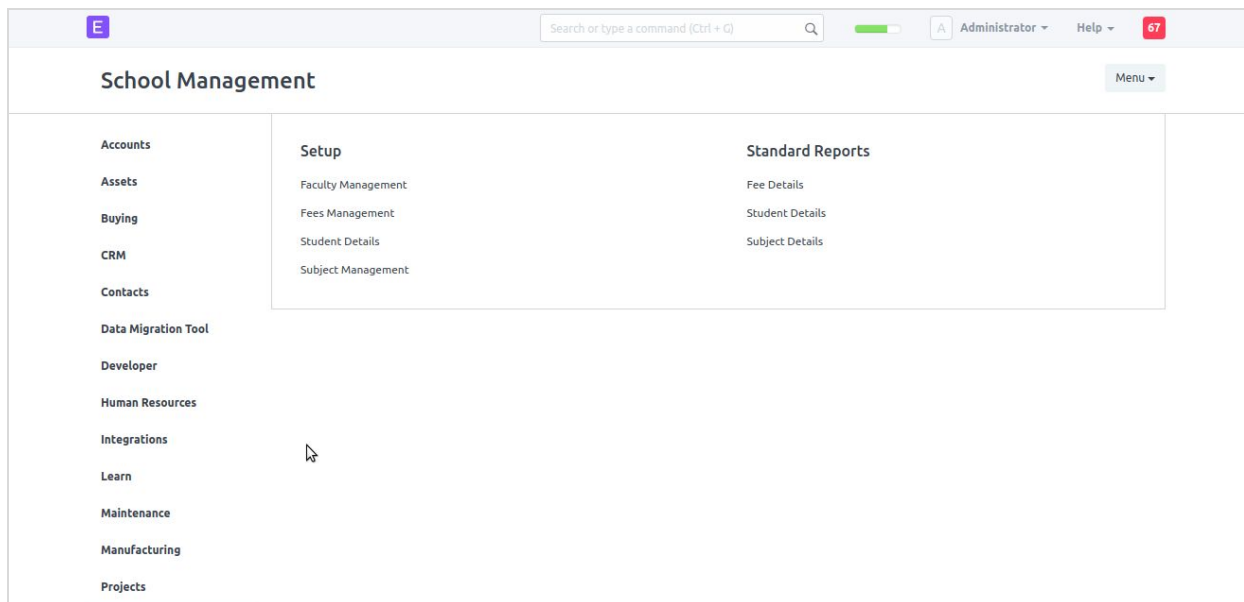 E
Search or type a command (Ctrl + G)
A Administrator Help 67
School Management
Menu
Accounts
Assets
Buying
CRM
Contacts
Data Migration Tool
Developer
Human Resources
Integrations
Learn
Maintenance
Manufacturing
Projects
Setup
Faculty Management
Fees Management
Student Details
Subject Management
Standard Reports
Fee Details
Student Details
Subject Details